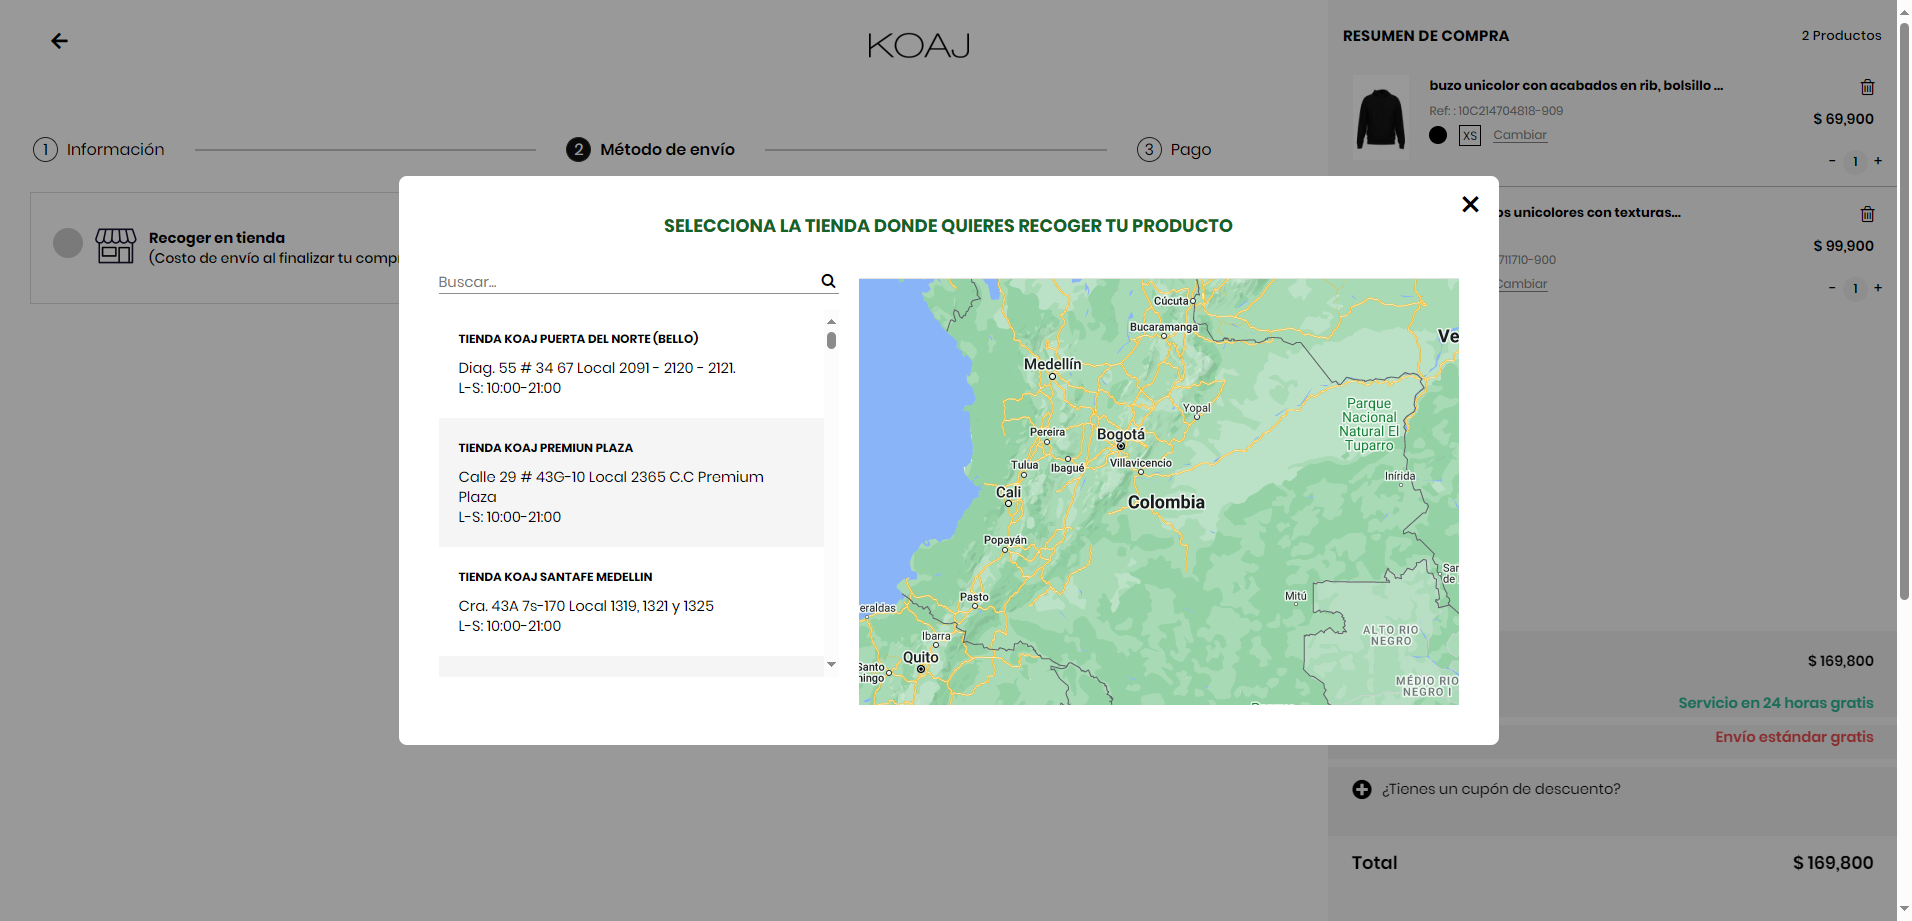 KOAJ
1 Información
2 Método de envío
3 Pago
Recoger en tienda
(Costo de envío al finalizar tu
RESUMEN DE COMPRA
2 Productos
buzo unicolor con acabados en rib, bolsillo ...
Ref: : 10C214704818-909
XS Cambiar
$ 69,900
- 1 +
unicolores con texturas...
$ 99,900
711710-900
Cambiar
- 1 +
$ 169,800
Servicio en 24 horas gratis
Envío estándar gratis
¿Tienes un cupón de descuento?
Total
$ 169,800
SELECCIONA LA TIENDA DONDE QUIERES RECOGER TU PRODUCTO
Buscar...
TIENDA KOAJ PUERTA DEL NORTE (BELLO)
Diag. 55 # 34 67 Local 2091 - 2120 - 2121.
L-S: 10:00-21:00
TIENDA KOAJ PREMIUN PLAZA
Calle 29 # 43G-10 Local 2365 C.C Premium
Plaza
L-S: 10:00-21:00
TIENDA KOAJ SANTAFE MEDELLIN
Cra. 43A 7s-170 Local 1319, 1321 y 1325
L-S: 10:00-21:00
Cúcuta
Bucaramanga
Ve
Medellín
Yopal
Parque
Nacional
Natural El
Tuparro
Pereira
Bogotá
Tulua
Ibagué
Villavicencio
Inírida
Cali
Colombia
Popayán
San
de
Pasto
Mitú
eraldas
ALTO RIO
NEGRO
Ibarra
Quito
Santo
mingo
MÉDIO RIO
NEGRO I